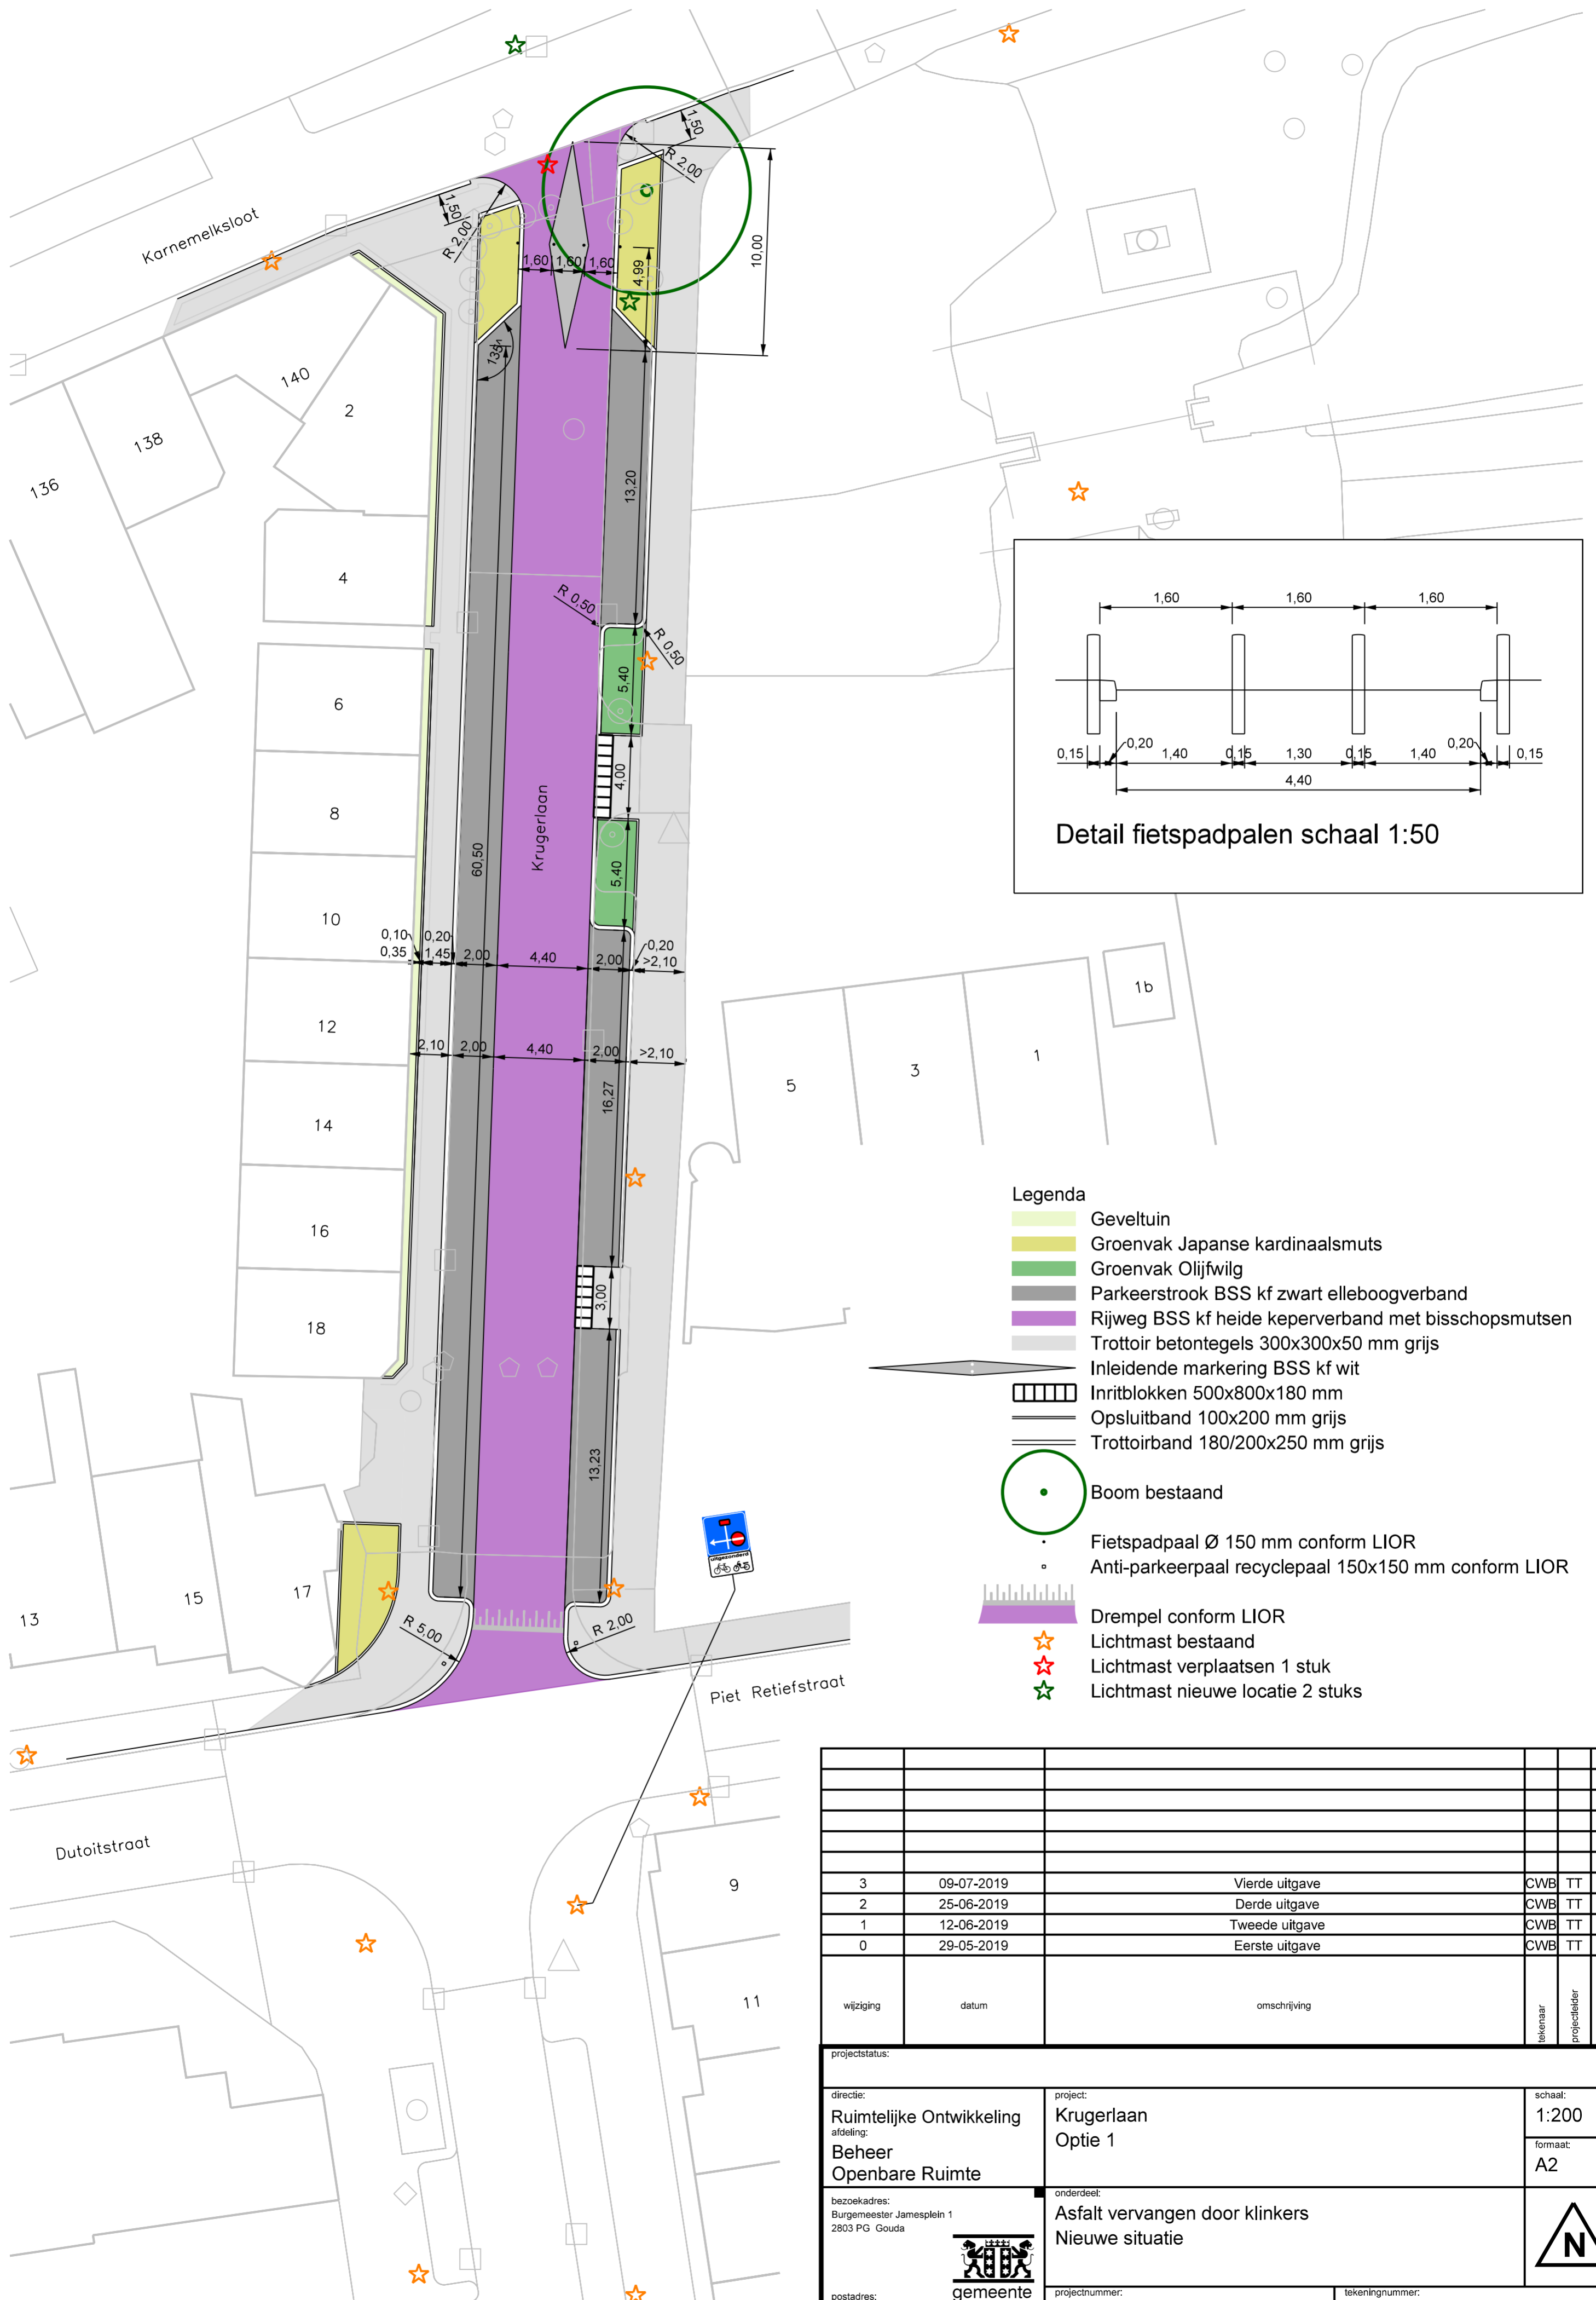 Karnemelksloot
1,50
R 2,00
1,50
R 2,00
10,00
1,60
1,60
1,60
4,99
135°
140
2
138
136
4
13,20
R 0,50
R 0,50
5,40
6
8
4,00
Krugerlaan
60,50
5,40
10
0,10
0,20
0,35
1,45
2,00
4,40
2,00
0,20
>2,10
12
2,10
2,00
4,40
2,00
>2,10
16,27
14
16
3,00
18
13,23
5
3
1
1b
13
15
17
R 5,00
R 2,00
uitgezonderd
Piet Retiefstraat
Dutoitstraat
9
11
1,60
1,60
1,60
0,15
0,20
1,40
0,15
1,30
0,15
1,40
0,20
0,15
4,40
Detail fietspadpalen schaal 1:50
Legenda
Geveltuin
Groenvak Japanse kardinaalsmuts
Groenvak Olijfwilg
Parkeerstrook BSS kf zwart elleboogverband
Rijweg BSS kf heide keperverband met bisschopsmutsen
Trottoir betontegels 300x300x50 mm grijs
Inleidende markering BSS kf wit
Inritblokken 500x800x180 mm
Opsluitband 100x200 mm grijs
Trottoirband 180/200x250 mm grijs
Boom bestaand
Fietspadpaal Ø 150 mm conform LIOR
Anti-parkeerpaal recyclepaal 150x150 mm conform LIOR
Drempel conform LIOR
Lichtmast bestaand
Lichtmast verplaatsen 1 stuk
Lichtmast nieuwe locatie 2 stuks
3 09-07-2019 Vierde uitgave CWB TT
2 25-06-2019 Derde uitgave CWB TT
1 12-06-2019 Tweede uitgave CWB TT
0 29-05-2019 Eerste uitgave CWB TT
wijziging datum omschrijving tekenaar projectleider
projectstatus:
directie:
Ruimtelijke Ontwikkeling
afdeling:
Beheer
Openbare Ruimte
project:
Krugerlaan
Optie 1
schaal:
1:200
formaat:
A2
bezoekadres:
Burgemeester Jamesplein 1
2803 PG Gouda
onderdeel:
Asfalt vervangen door klinkers
Nieuwe situatie
N
gemeente
postadres:
projectnummer:
tekeningnummer: